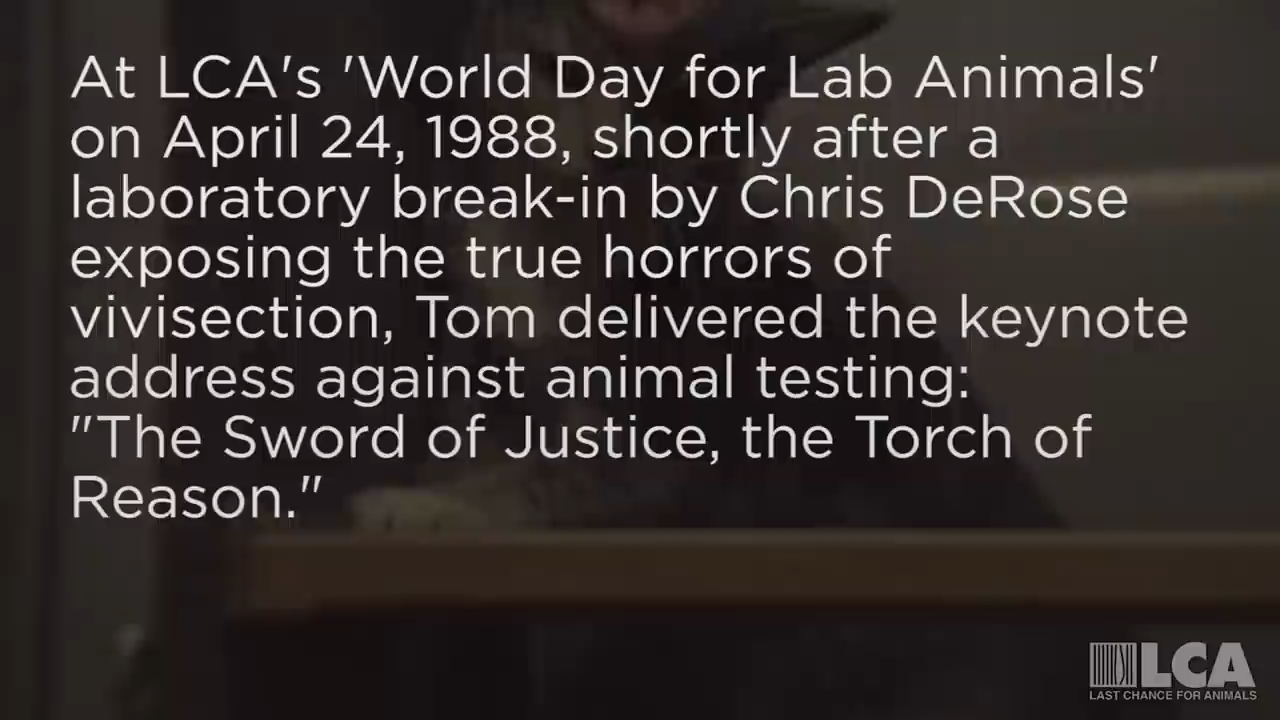 At LCA's 'World Day for Lab Animals'
on April 24, 1988, shortly after a
laboratory break-in by Chris DeRose
exposing the true horrors of
vivisection, Tom delivered the keynote
address against animal testing:
"The Sword of Justice, the Torch of
Reason."
LCA
LAST CHANCE FOR ANIMALS